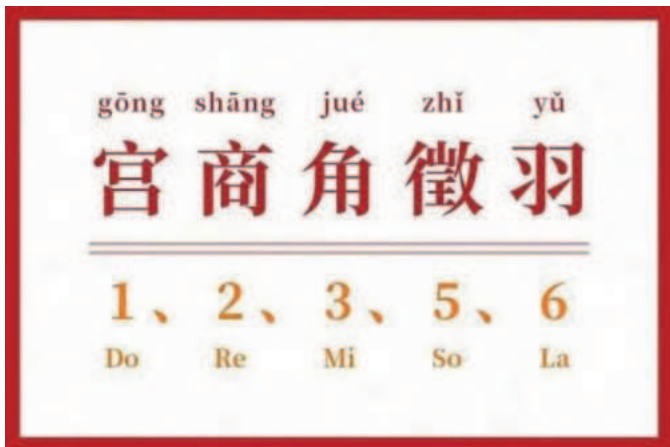 gōng shāng jué zhǐ yǔ
宫商角徵羽
1、2、3、5、6
Do Re Mi So La